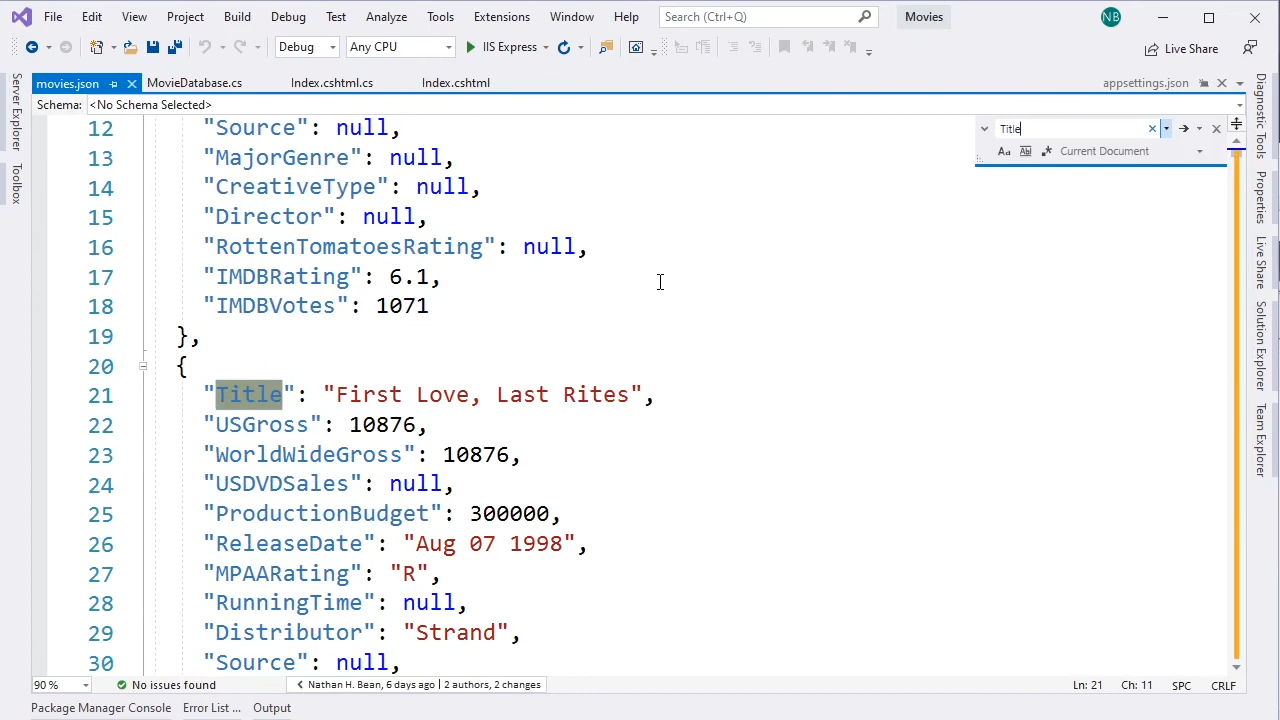 File Edit View Project Build Debug Test Analyze Tools Extensions Window Help Search (Ctrl+Q) Movies NB
Debug Any CPU IIS Express Live Share
movies.json MovieDatabase.cs Index.cshtml.cs Index.cshtml appsettings.json
Schema: <No Schema Selected>
Title
Aa Ab Current Document
12 "Source": null,
13 "MajorGenre": null,
14 "CreativeType": null,
15 "Director": null,
16 "RottenTomatoesRating": null,
17 "IMDBRating": 6.1,
18 "IMDBVotes": 1071
19 },
20 {
21 "Title": "First Love, Last Rites",
22 "USGross": 10876,
23 "WorldWideGross": 10876,
24 "USDVDSales": null,
25 "ProductionBudget": 300000,
26 "ReleaseDate": "Aug 07 1998",
27 "MPAARating": "R",
28 "RunningTime": null,
29 "Distributor": "Strand",
30 "Source": null,
Server Explorer
Toolbox
Diagnostic Tools
Properties
Live Share
Solution Explorer
Team Explorer
90 % No issues found Nathan H. Bean, 6 days ago | 2 authors, 2 changes Ln: 21 Ch: 11 SPC CRLF
Package Manager Console Error List ... Output